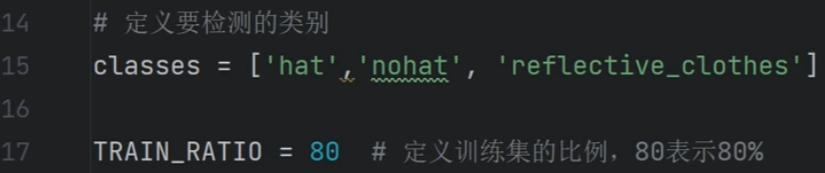 14 # 定义要检测的类别
15 classes = ['hat','nohat', 'reflective_clothes']
16
17 TRAIN_RATIO = 80  # 定义训练集的比例，80表示80%